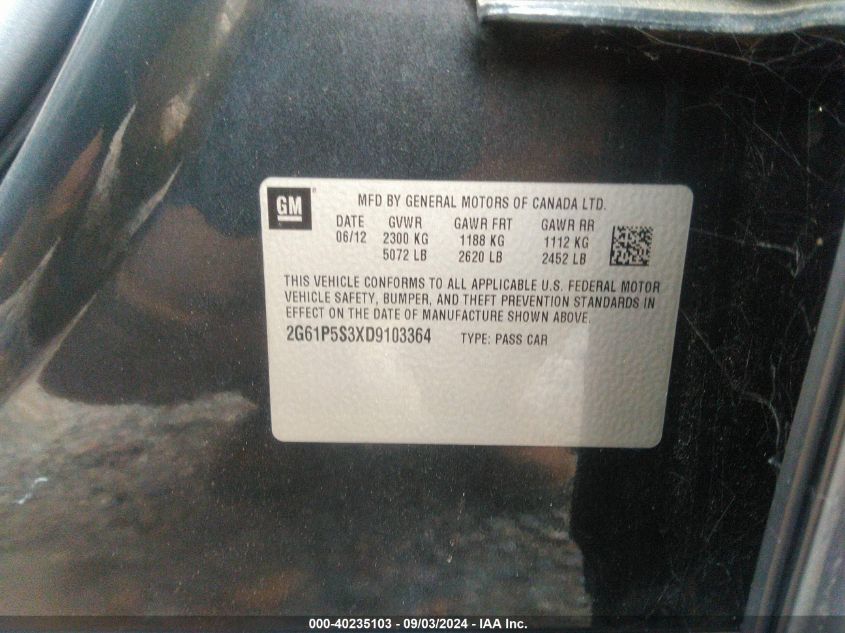 GM
MFD BY GENERAL MOTORS OF CANADA LTD.
DATE GVWR GAWR FRT GAWR RR
06/12 2300 KG 1188 KG 1112 KG
5072 LB 2620 LB 2452 LB
THIS VEHICLE CONFORMS TO ALL APPLICABLE U.S. FEDERAL MOTOR
VEHICLE SAFETY, BUMPER, AND THEFT PREVENTION STANDARDS IN
EFFECT ON THE DATE OF MANUFACTURE SHOWN ABOVE.
2G61P5S3XD9103364 TYPE: PASS CAR
000-40235103 - 09/03/2024 - IAA Inc.